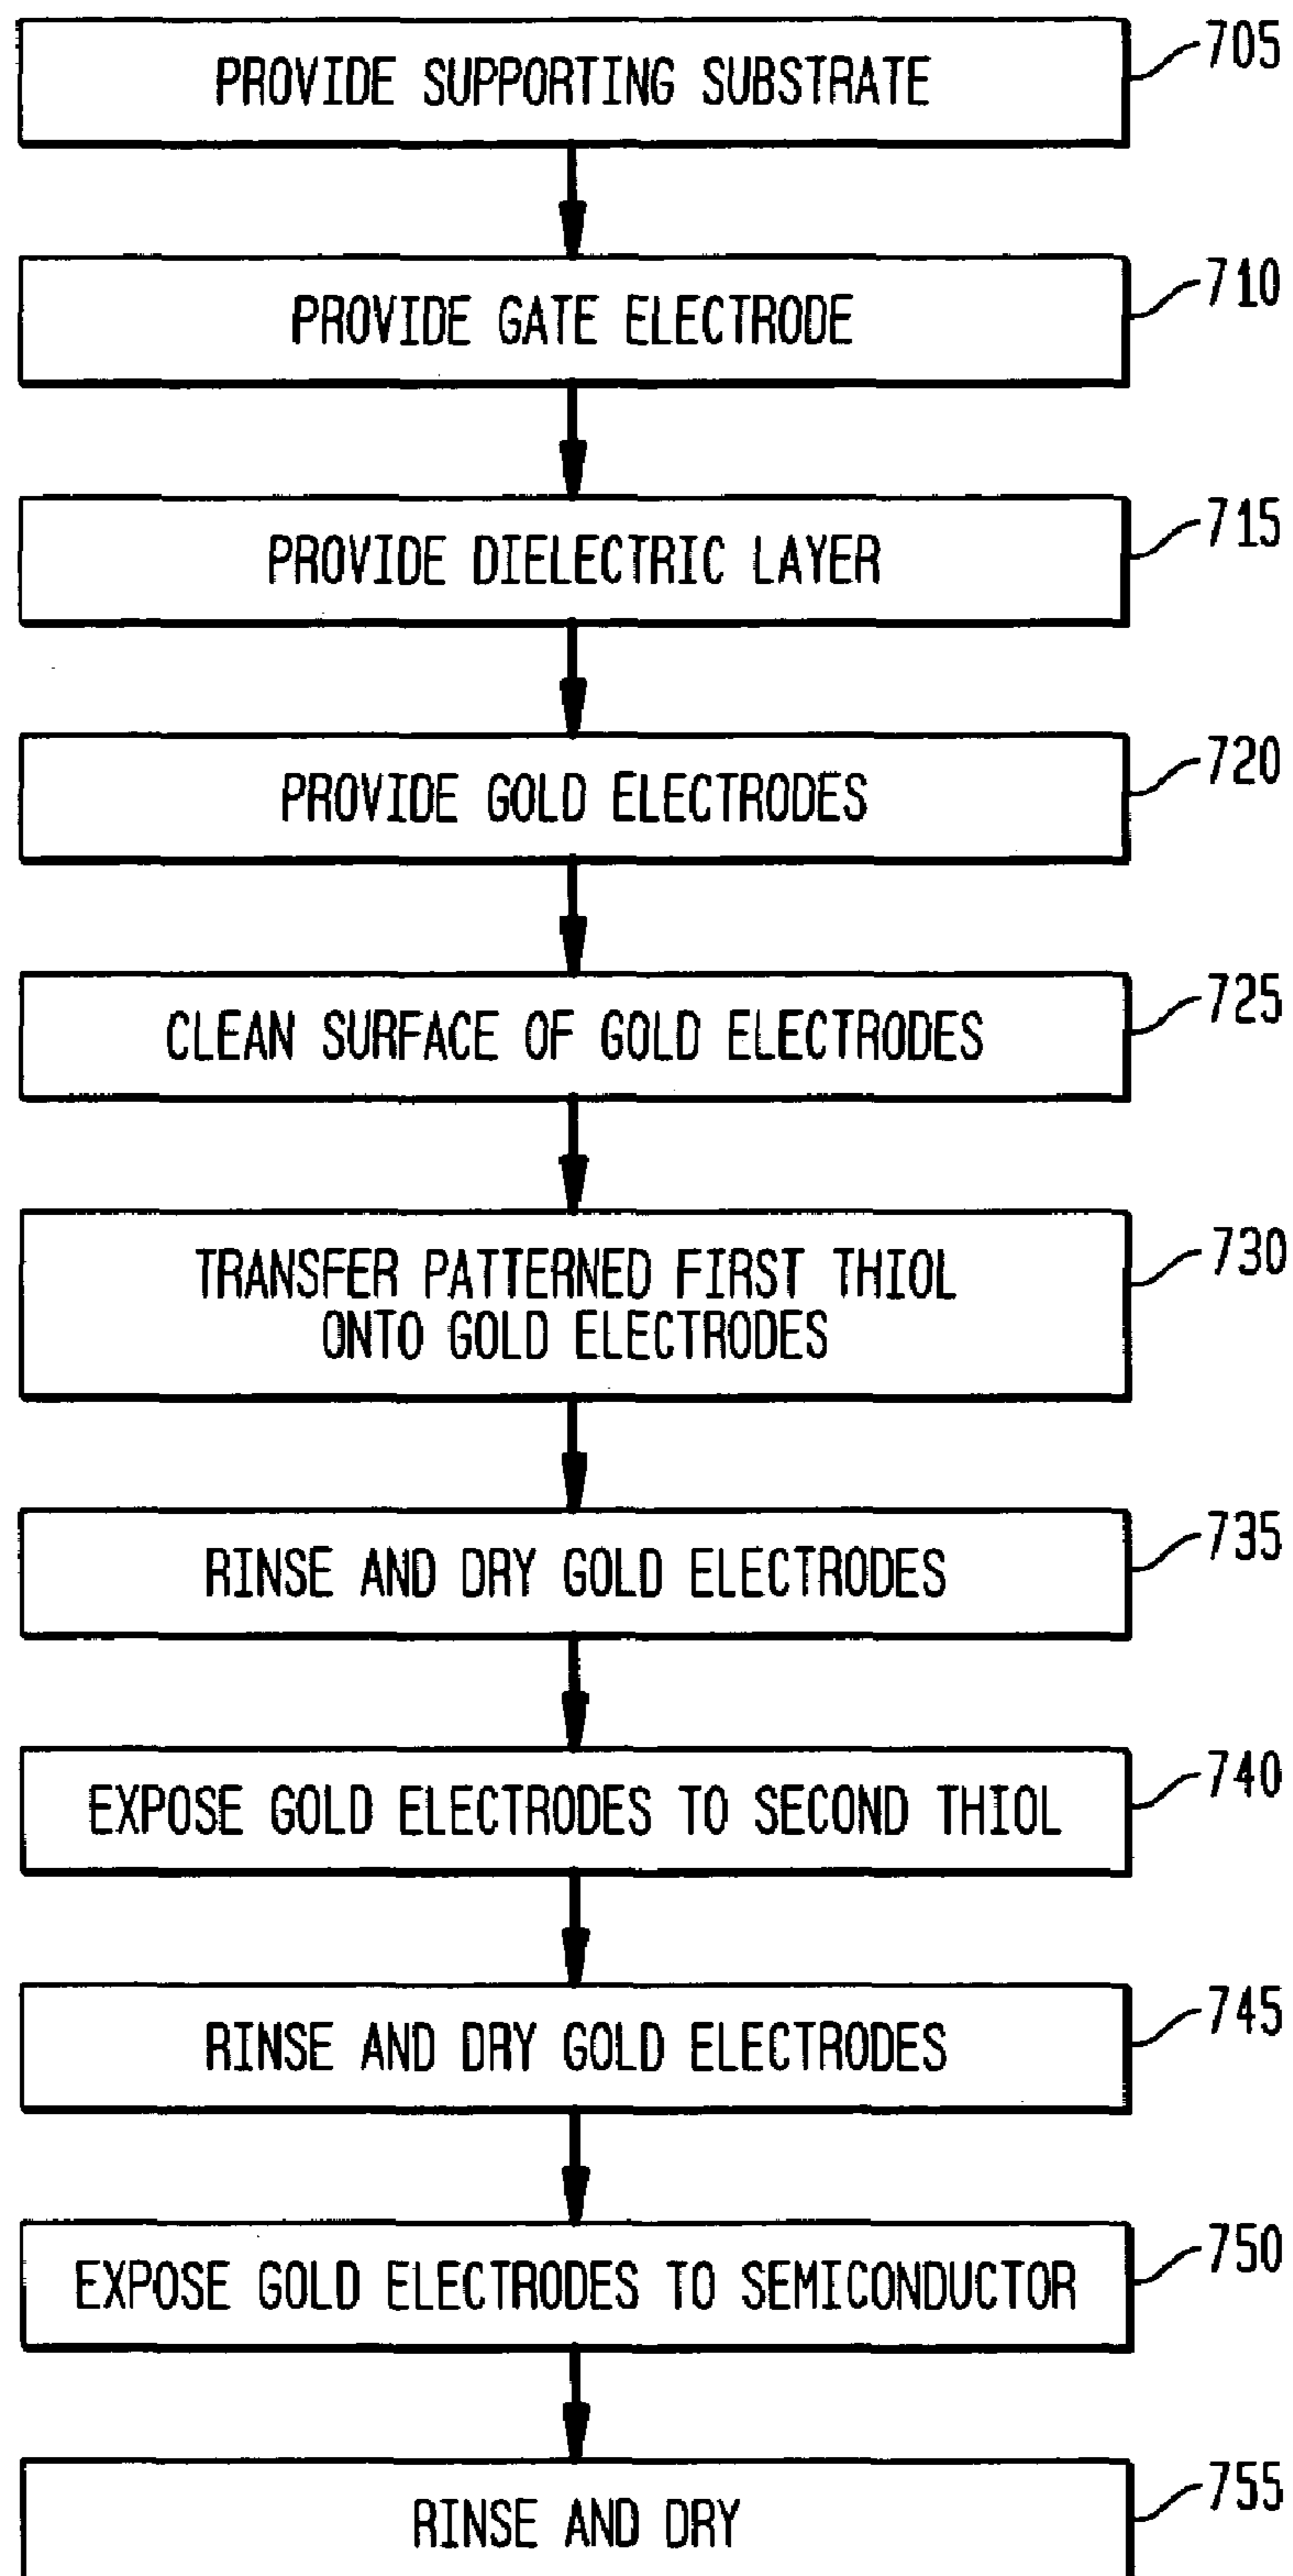 PROVIDE SUPPORTING SUBSTRATE
705
PROVIDE GATE ELECTRODE
710
PROVIDE DIELECTRIC LAYER
715
PROVIDE GOLD ELECTRODES
720
CLEAN SURFACE OF GOLD ELECTRODES
725
TRANSFER PATTERNED FIRST THIOL
ONTO GOLD ELECTRODES
730
RINSE AND DRY GOLD ELECTRODES
735
EXPOSE GOLD ELECTRODES TO SECOND THIOL
740
RINSE AND DRY GOLD ELECTRODES
745
EXPOSE GOLD ELECTRODES TO SEMICONDUCTOR
750
RINSE AND DRY
755